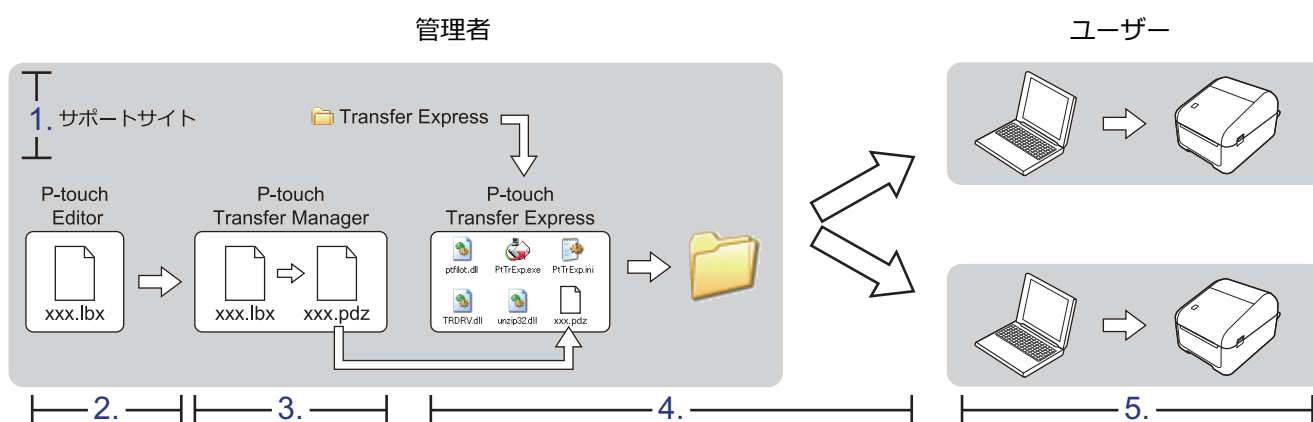 管理者
ユーザー
1. サポートサイト
Transfer Express
P-touch
Editor
xxx.lbx
P-touch
Transfer Manager
xxx.lbx
xxx.pdz
P-touch
Transfer Express
ptfilot.dll
PtTrExp.exe
PtTrExp.ini
TRDRV.dll
unzip32.dll
xxx.pdz
2.
3.
4.
5.